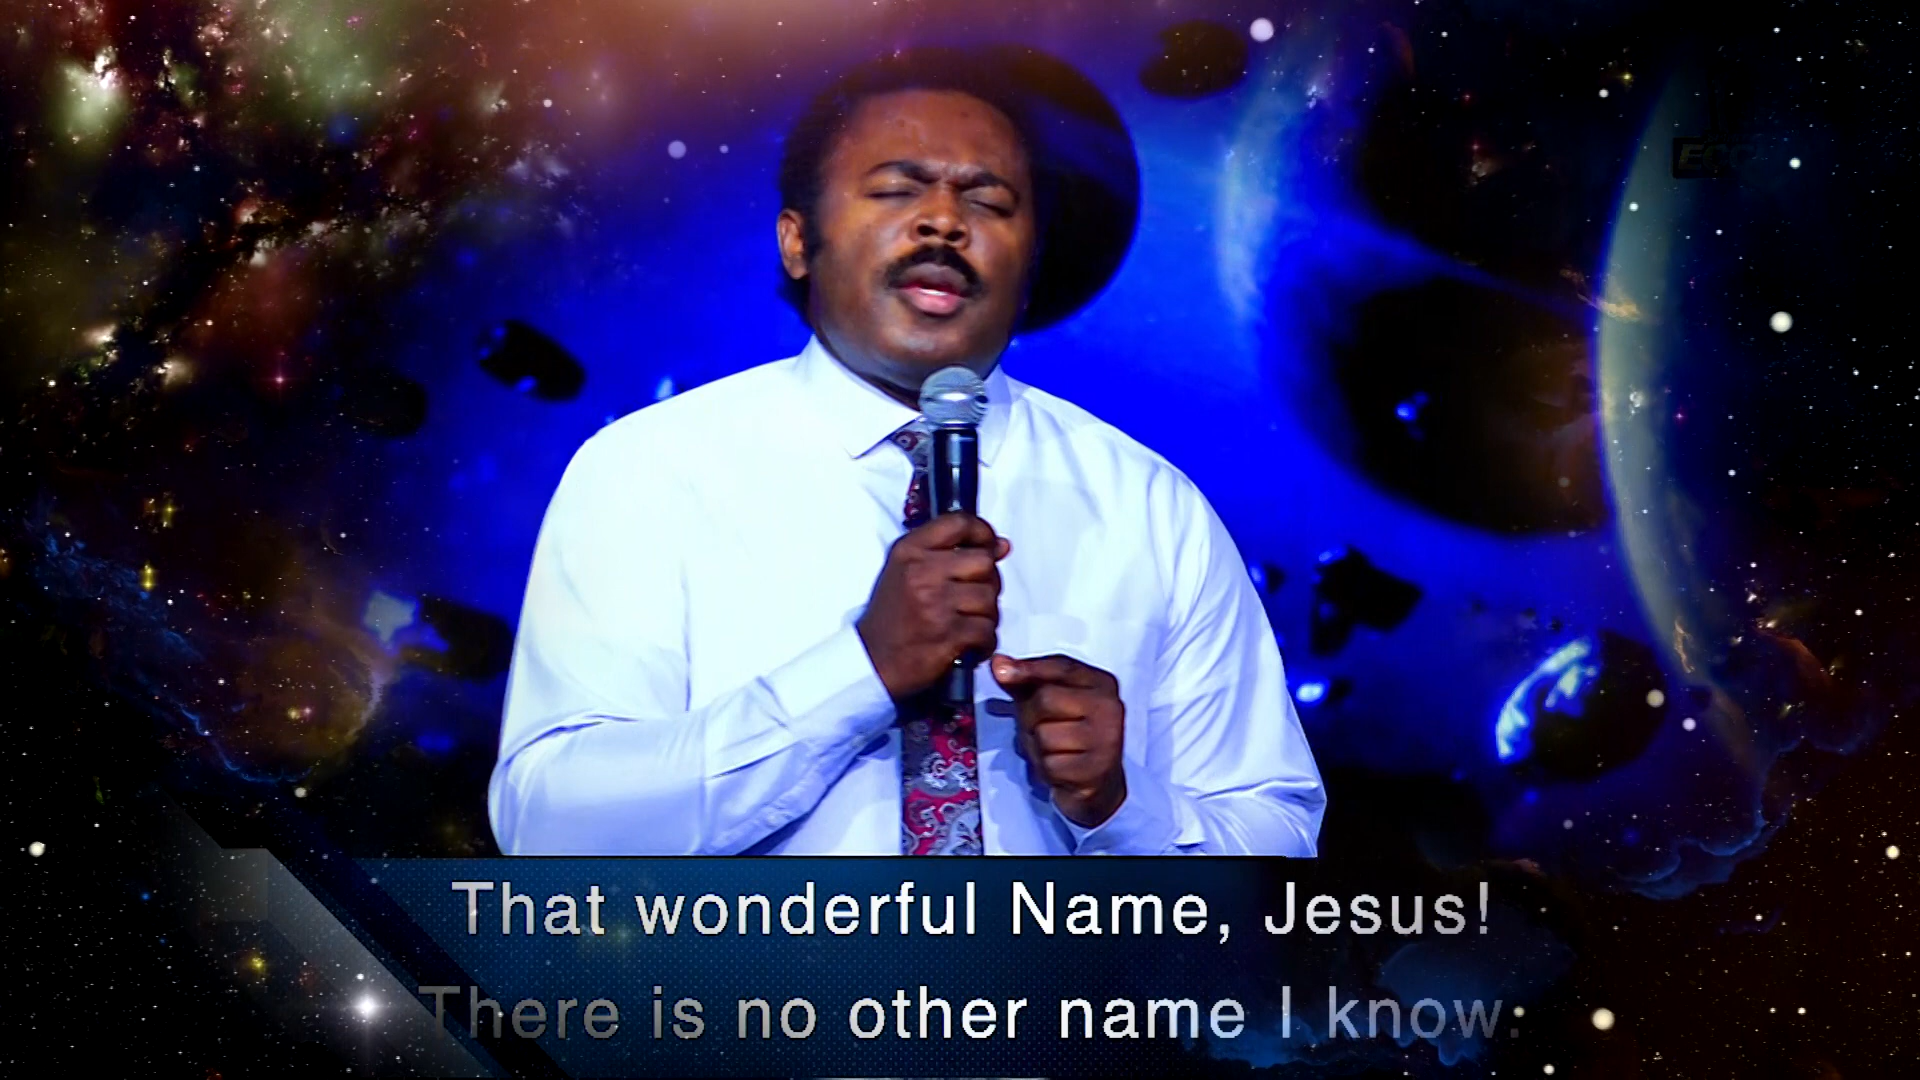 That wonderful Name, Jesus!
There is no other name I know.